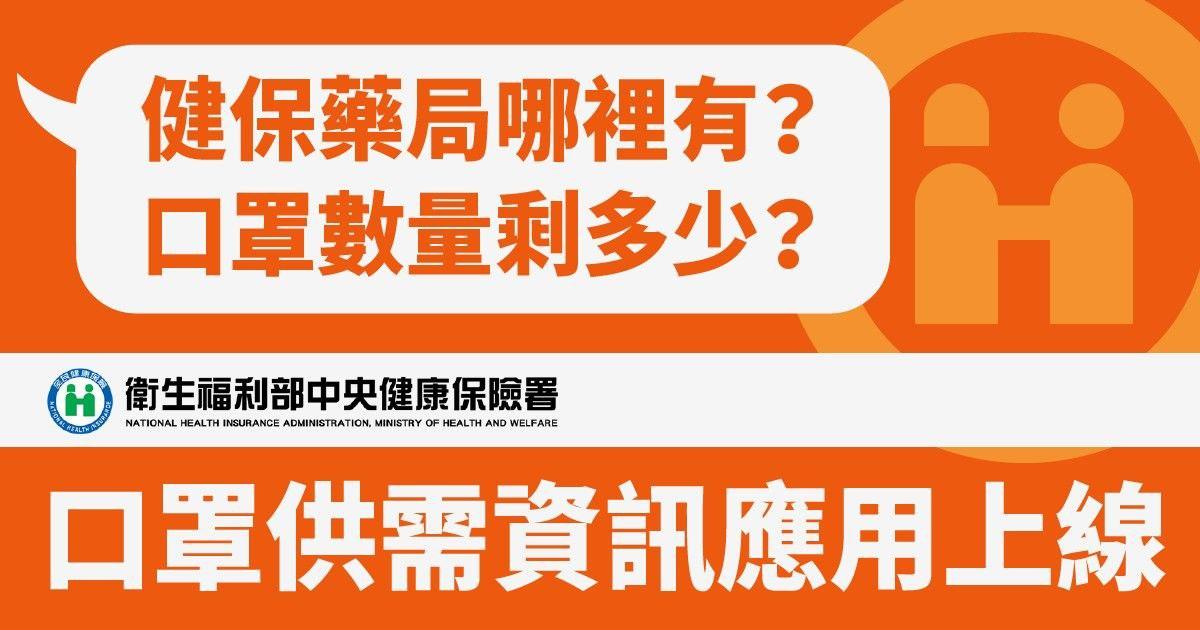 健保藥局哪裡有？
口罩數量剩多少？
全民健康保險
NATIONAL HEALTH INSURANCE
衛生福利部中央健康保險署
NATIONAL HEALTH INSURANCE ADMINISTRATION, MINISTRY OF HEALTH AND WELFARE
口罩供需資訊應用上線